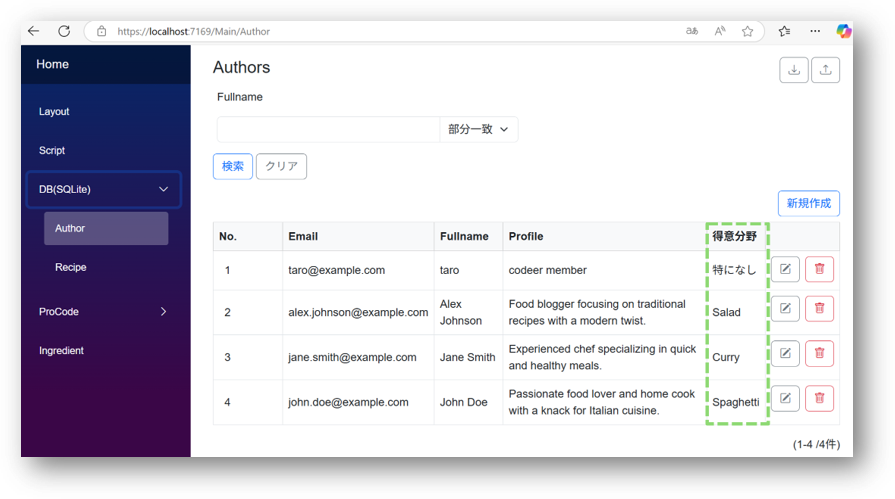 https://localhost:7169/Main/Author
Home
Layout
Script
DB(SQLite)
Author
Recipe
ProCode
Ingredient
Authors
Fullname
部分一致
検索 クリア
新規作成
No. Email Fullname Profile 得意分野
1 taro@example.com taro codeer member 特になし
2 alex.johnson@example.com Alex Johnson Food blogger focusing on traditional recipes with a modern twist. Salad
3 jane.smith@example.com Jane Smith Experienced chef specializing in quick and healthy meals. Curry
4 john.doe@example.com John Doe Passionate food lover and home cook with a knack for Italian cuisine. Spaghetti
(1-4 /4件)